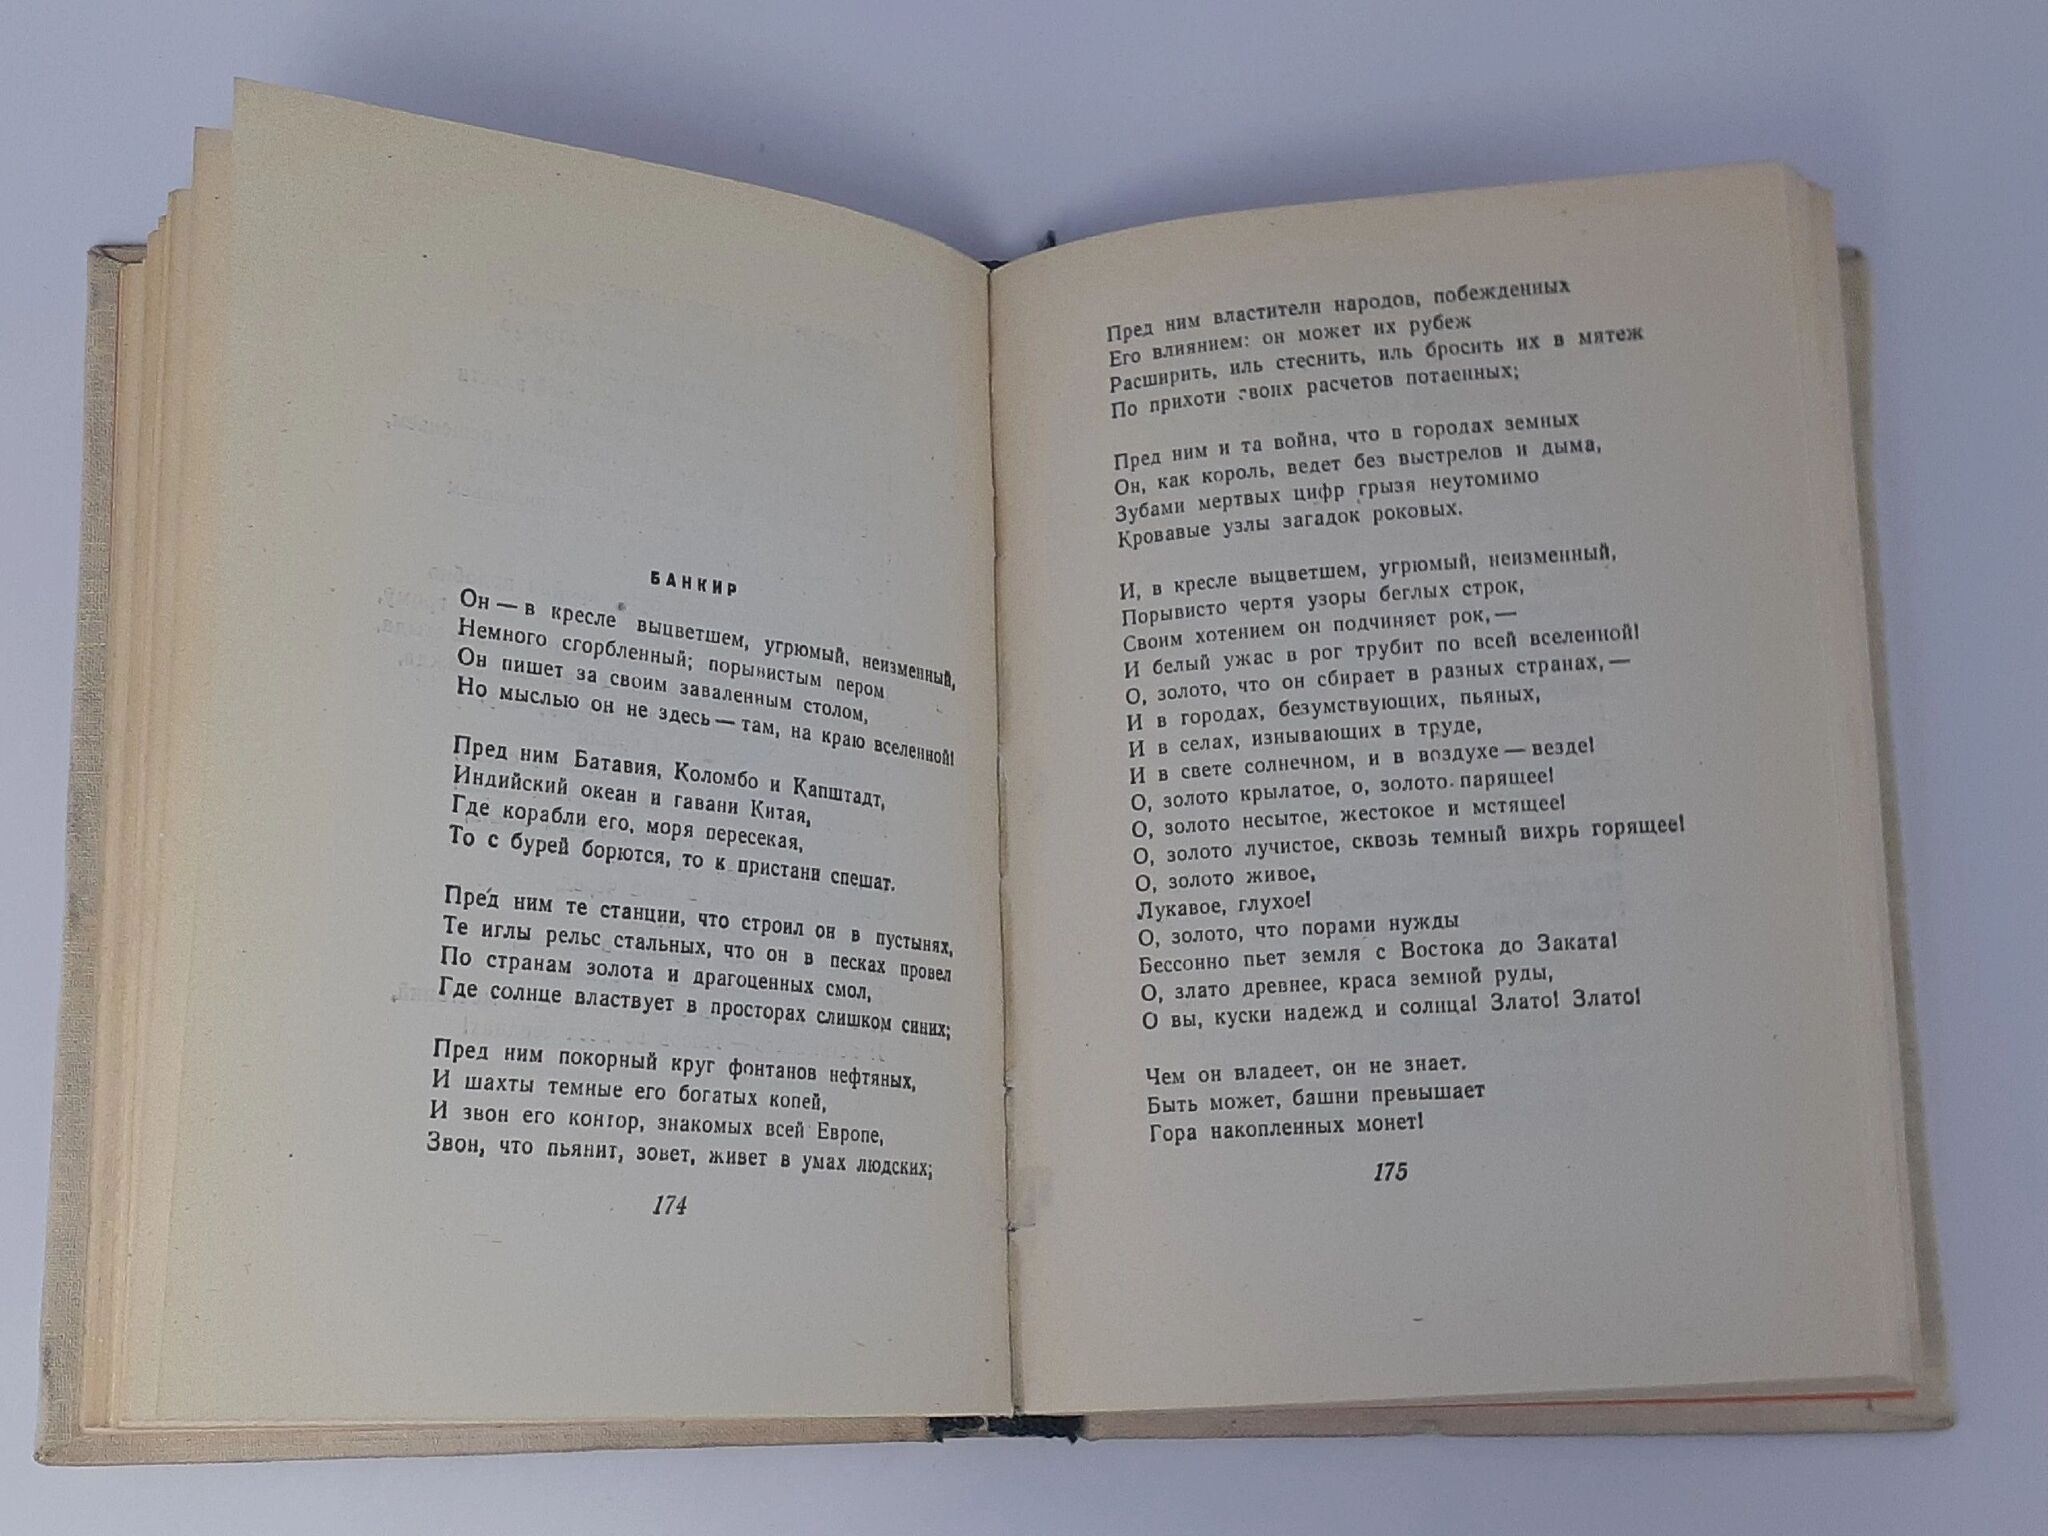 БАНКИР
Он — в кресле выцветшем, угрюмый, неизменный,
Немного сгорбленный; порывистым пером
Он пишет за своим заваленным столом,
Но мыслью он не здесь — там, на краю вселенной!
Пред ним Батавия, Коломбо и Капштадт,
Индийский океан и гавани Китая,
Где корабли его, моря пересекая,
То с бурей борются, то к пристани спешат.
Пред ним те станции, что строил он в пустынях,
Те иглы рельс стальных, что он в песках провел
По странам золота и драгоценных смол,
Где солнце властвует в просторах слишком синих;
Пред ним покорный круг фонтанов нефтяных,
И шахты темные его богатых копей,
И звон его контор, знакомых всей Европе,
Звон, что пьянит, зовет, живет в умах людских;
174
Пред ним властители народов, побежденных
Его влиянием: он может их рубеж
Расширить, иль стеснить, иль бросить их в мятеж
По прихоти своих расчетов потаенных;
Пред ним и та война, что в городах земных
Он, как король, ведет без выстрелов и дыма,
Зубами мертвых цифр грызя неутомимо
Кровавые узлы загадок роковых.
И, в кресле выцветшем, угрюмый, неизменный,
Порывисто чертя узоры беглых строк,
Своим хотением он подчиняет рок, —
И белый ужас в рог трубит по всей вселенной!
О, золото, что он сбирает в разных странах, —
И в городах, безумствующих, пьяных,
И в селах, изнывающих в труде,
И в свете солнечном, и в воздухе — везде!
О, золото крылатое, о, золото парящее!
О, золото несытое, жестокое и мстящее!
О, золото лучистое, сквозь темный вихрь горящее!
О, золото живое,
Лукавое, глухое!
О, золото, что порами нужды
Бессонно пьет земля с Востока до Заката!
О, злато древнее, краса земной руды,
О вы, куски надежд и солнца! Злато! Злато!
Чем он владеет, он не знает.
Быть может, башни превышает
Гора накопленных монет!
175